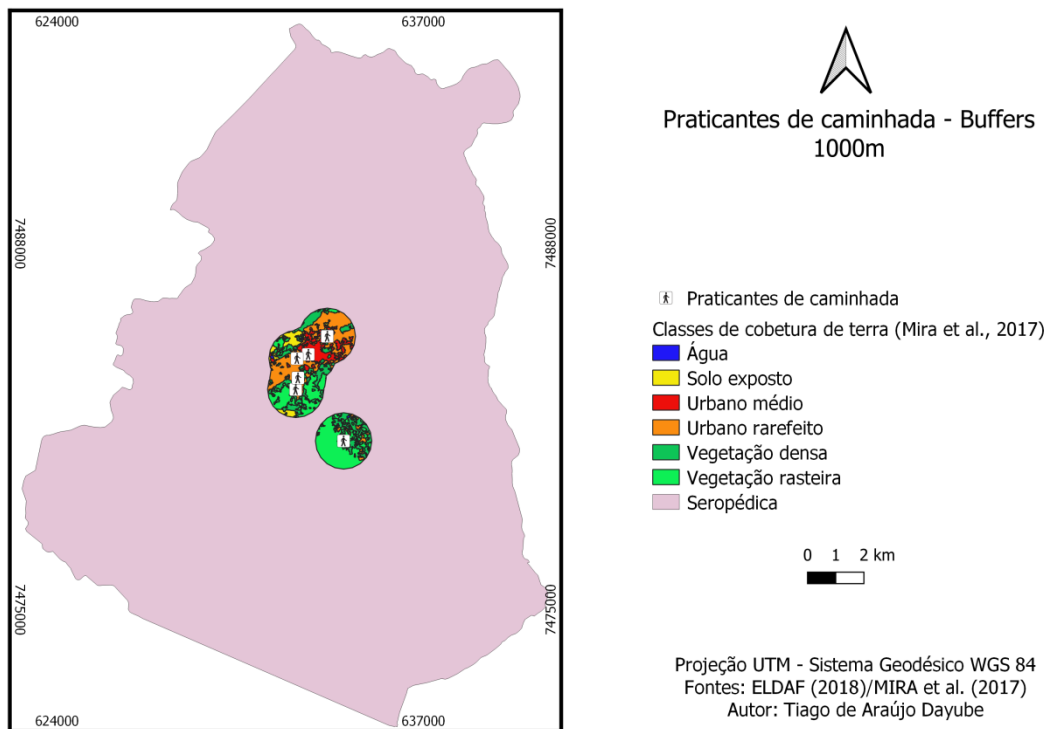 624000
637000
7488000
7488000
7475000
7475000
624000
637000
Praticantes de caminhada - Buffers
1000m
Praticantes de caminhada
Classes de cobetura de terra (Mira et al., 2017)
Água
Solo exposto
Urbano médio
Urbano rarefeito
Vegetação densa
Vegetação rasteira
Seropédica
0 1 2 km
Projeção UTM - Sistema Geodésico WGS 84
Fontes: ELDAF (2018)/MIRA et al. (2017)
Autor: Tiago de Araújo Dayube